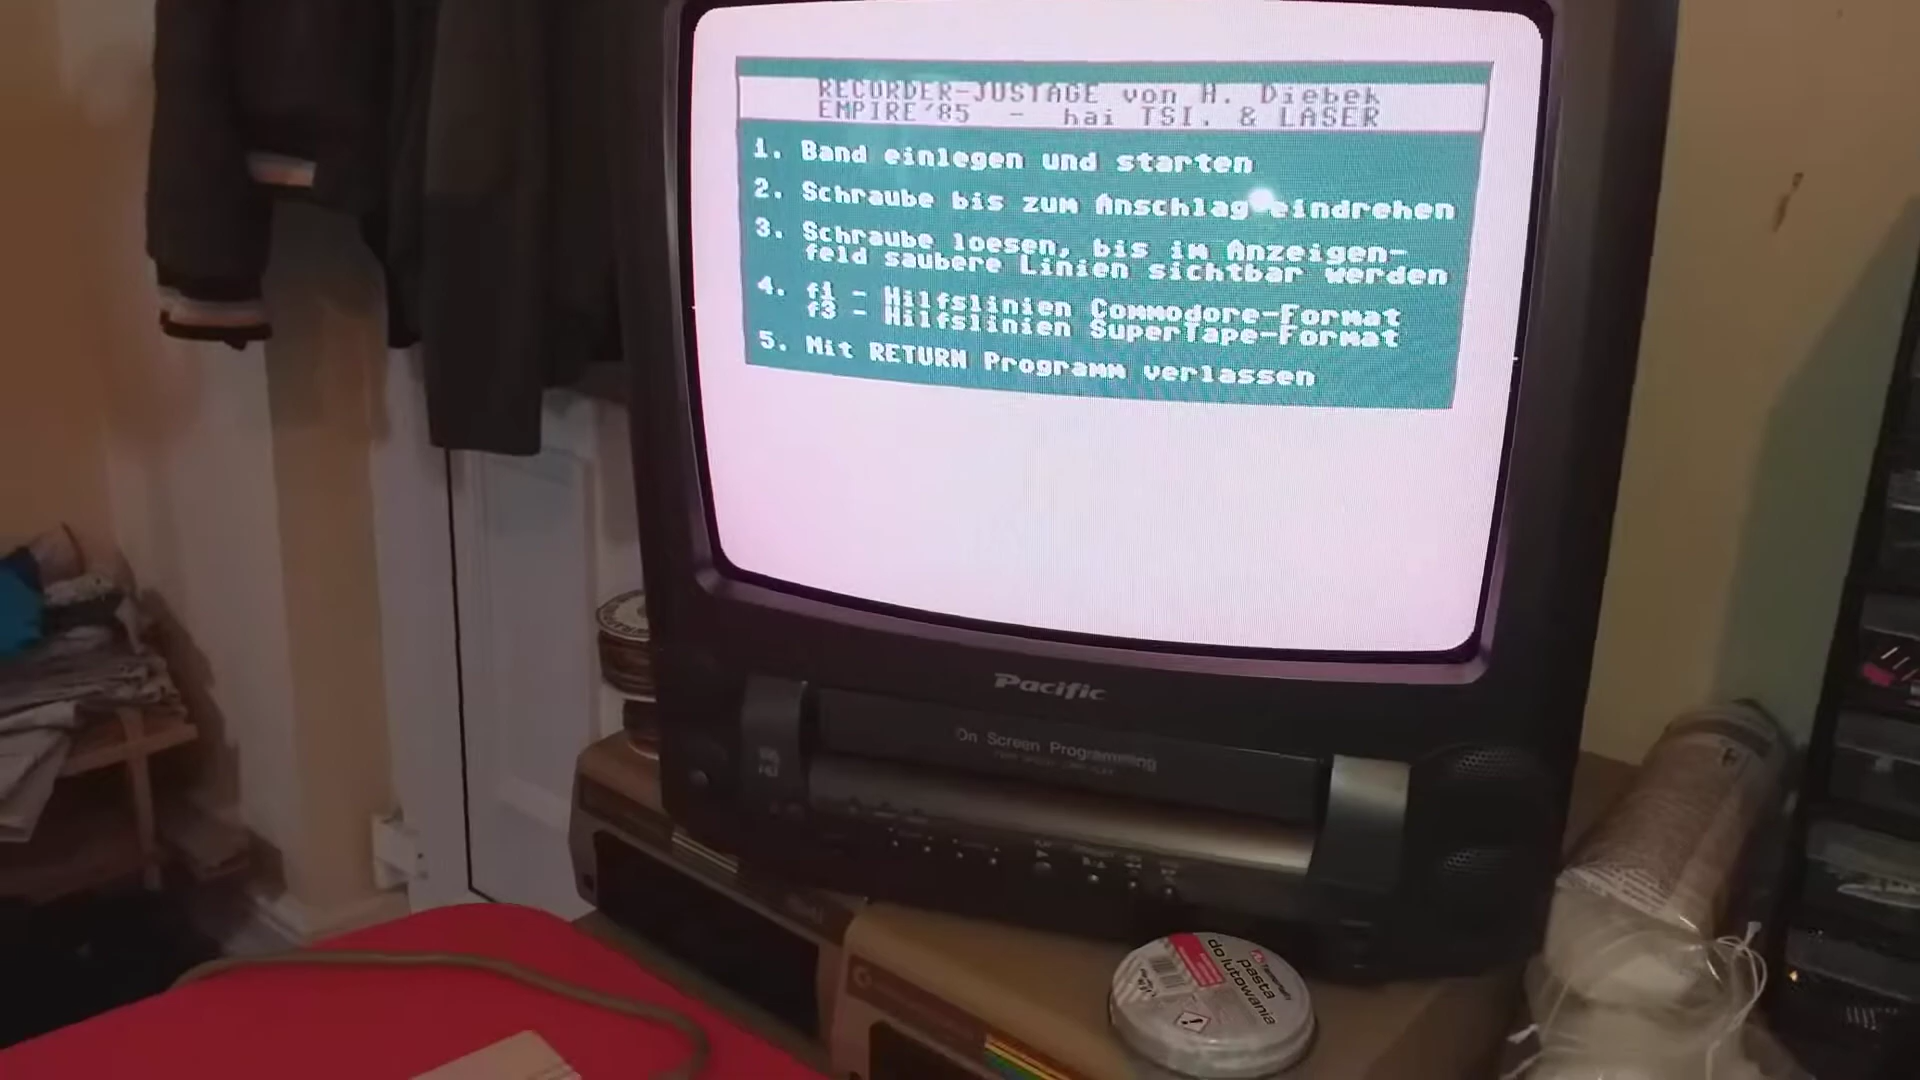 RECORDER-JUSTAGE von H. Diebek
EMPIRE'85 - hai TSI. & LASER
1. Band einlegen und starten
2. Schraube bis zum Anschlag eindrehen
3. Schraube loesen, bis im Anzeigen-
feld saubere Linien sichtbar werden
4. f1 - Hilfslinien Commodore-Format
f3 - Hilfslinien SuperTape-Format
5. Mit RETURN Programm verlassen
Pacific
On Screen Programming
pasta
do lutowania